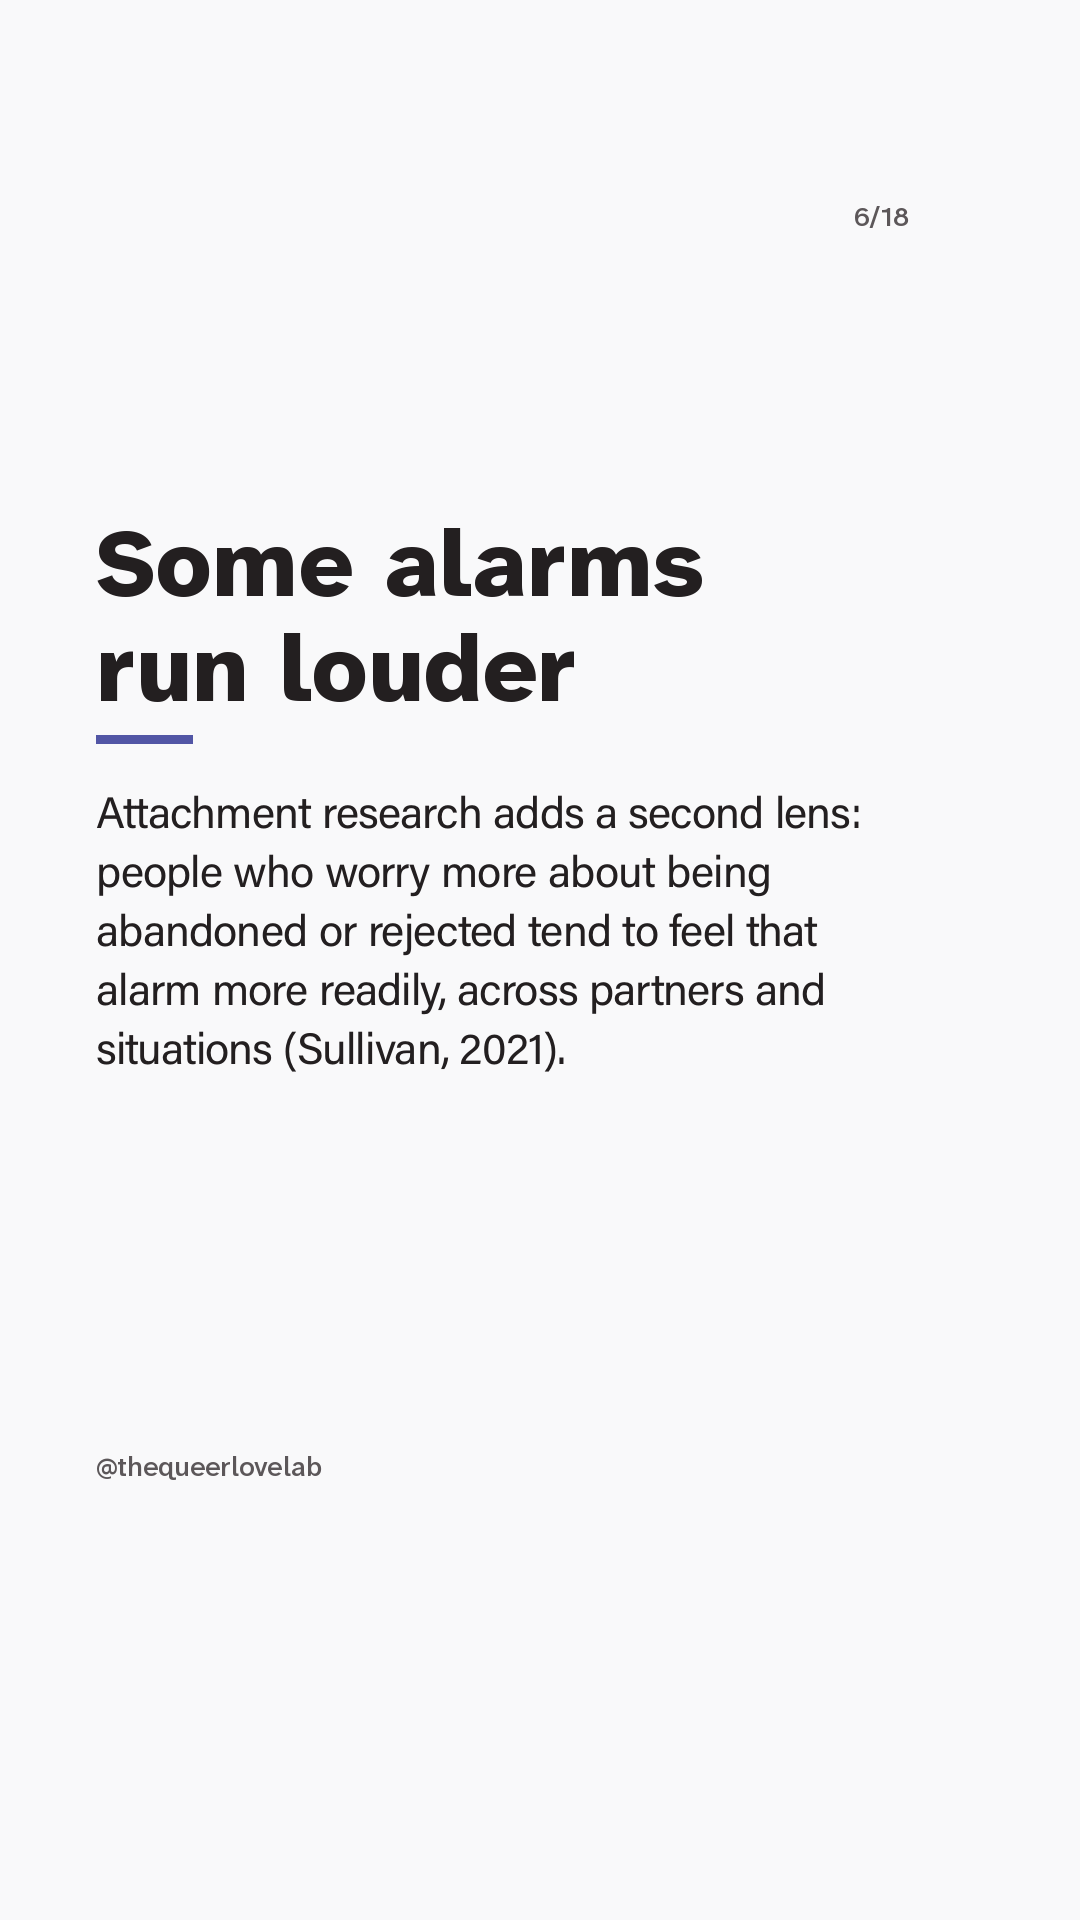 6/18
Some alarms
run louder
Attachment research adds a second lens:
people who worry more about being
abandoned or rejected tend to feel that
alarm more readily, across partners and
situations (Sullivan, 2021).
@thequeerlovelab